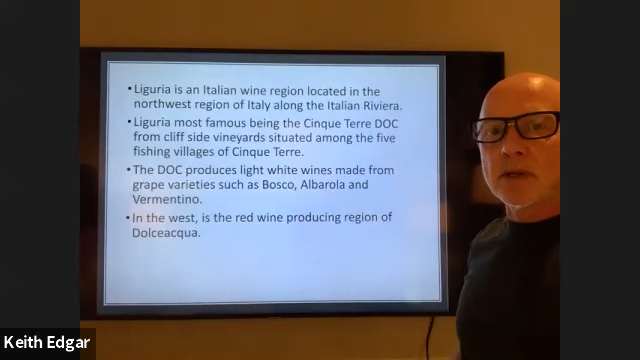 •Liguria is an Italian wine region located in the
northwest region of Italy along the Italian Riviera.
•Liguria most famous being the Cinque Terre DOC
from cliff side vineyards situated among the five
fishing villages of Cinque Terre.
•The DOC produces light white wines made from
grape varieties such as Bosco, Albarola and
Vermentino.
•In the west, is the red wine producing region of
Dolceacqua.
Keith Edgar